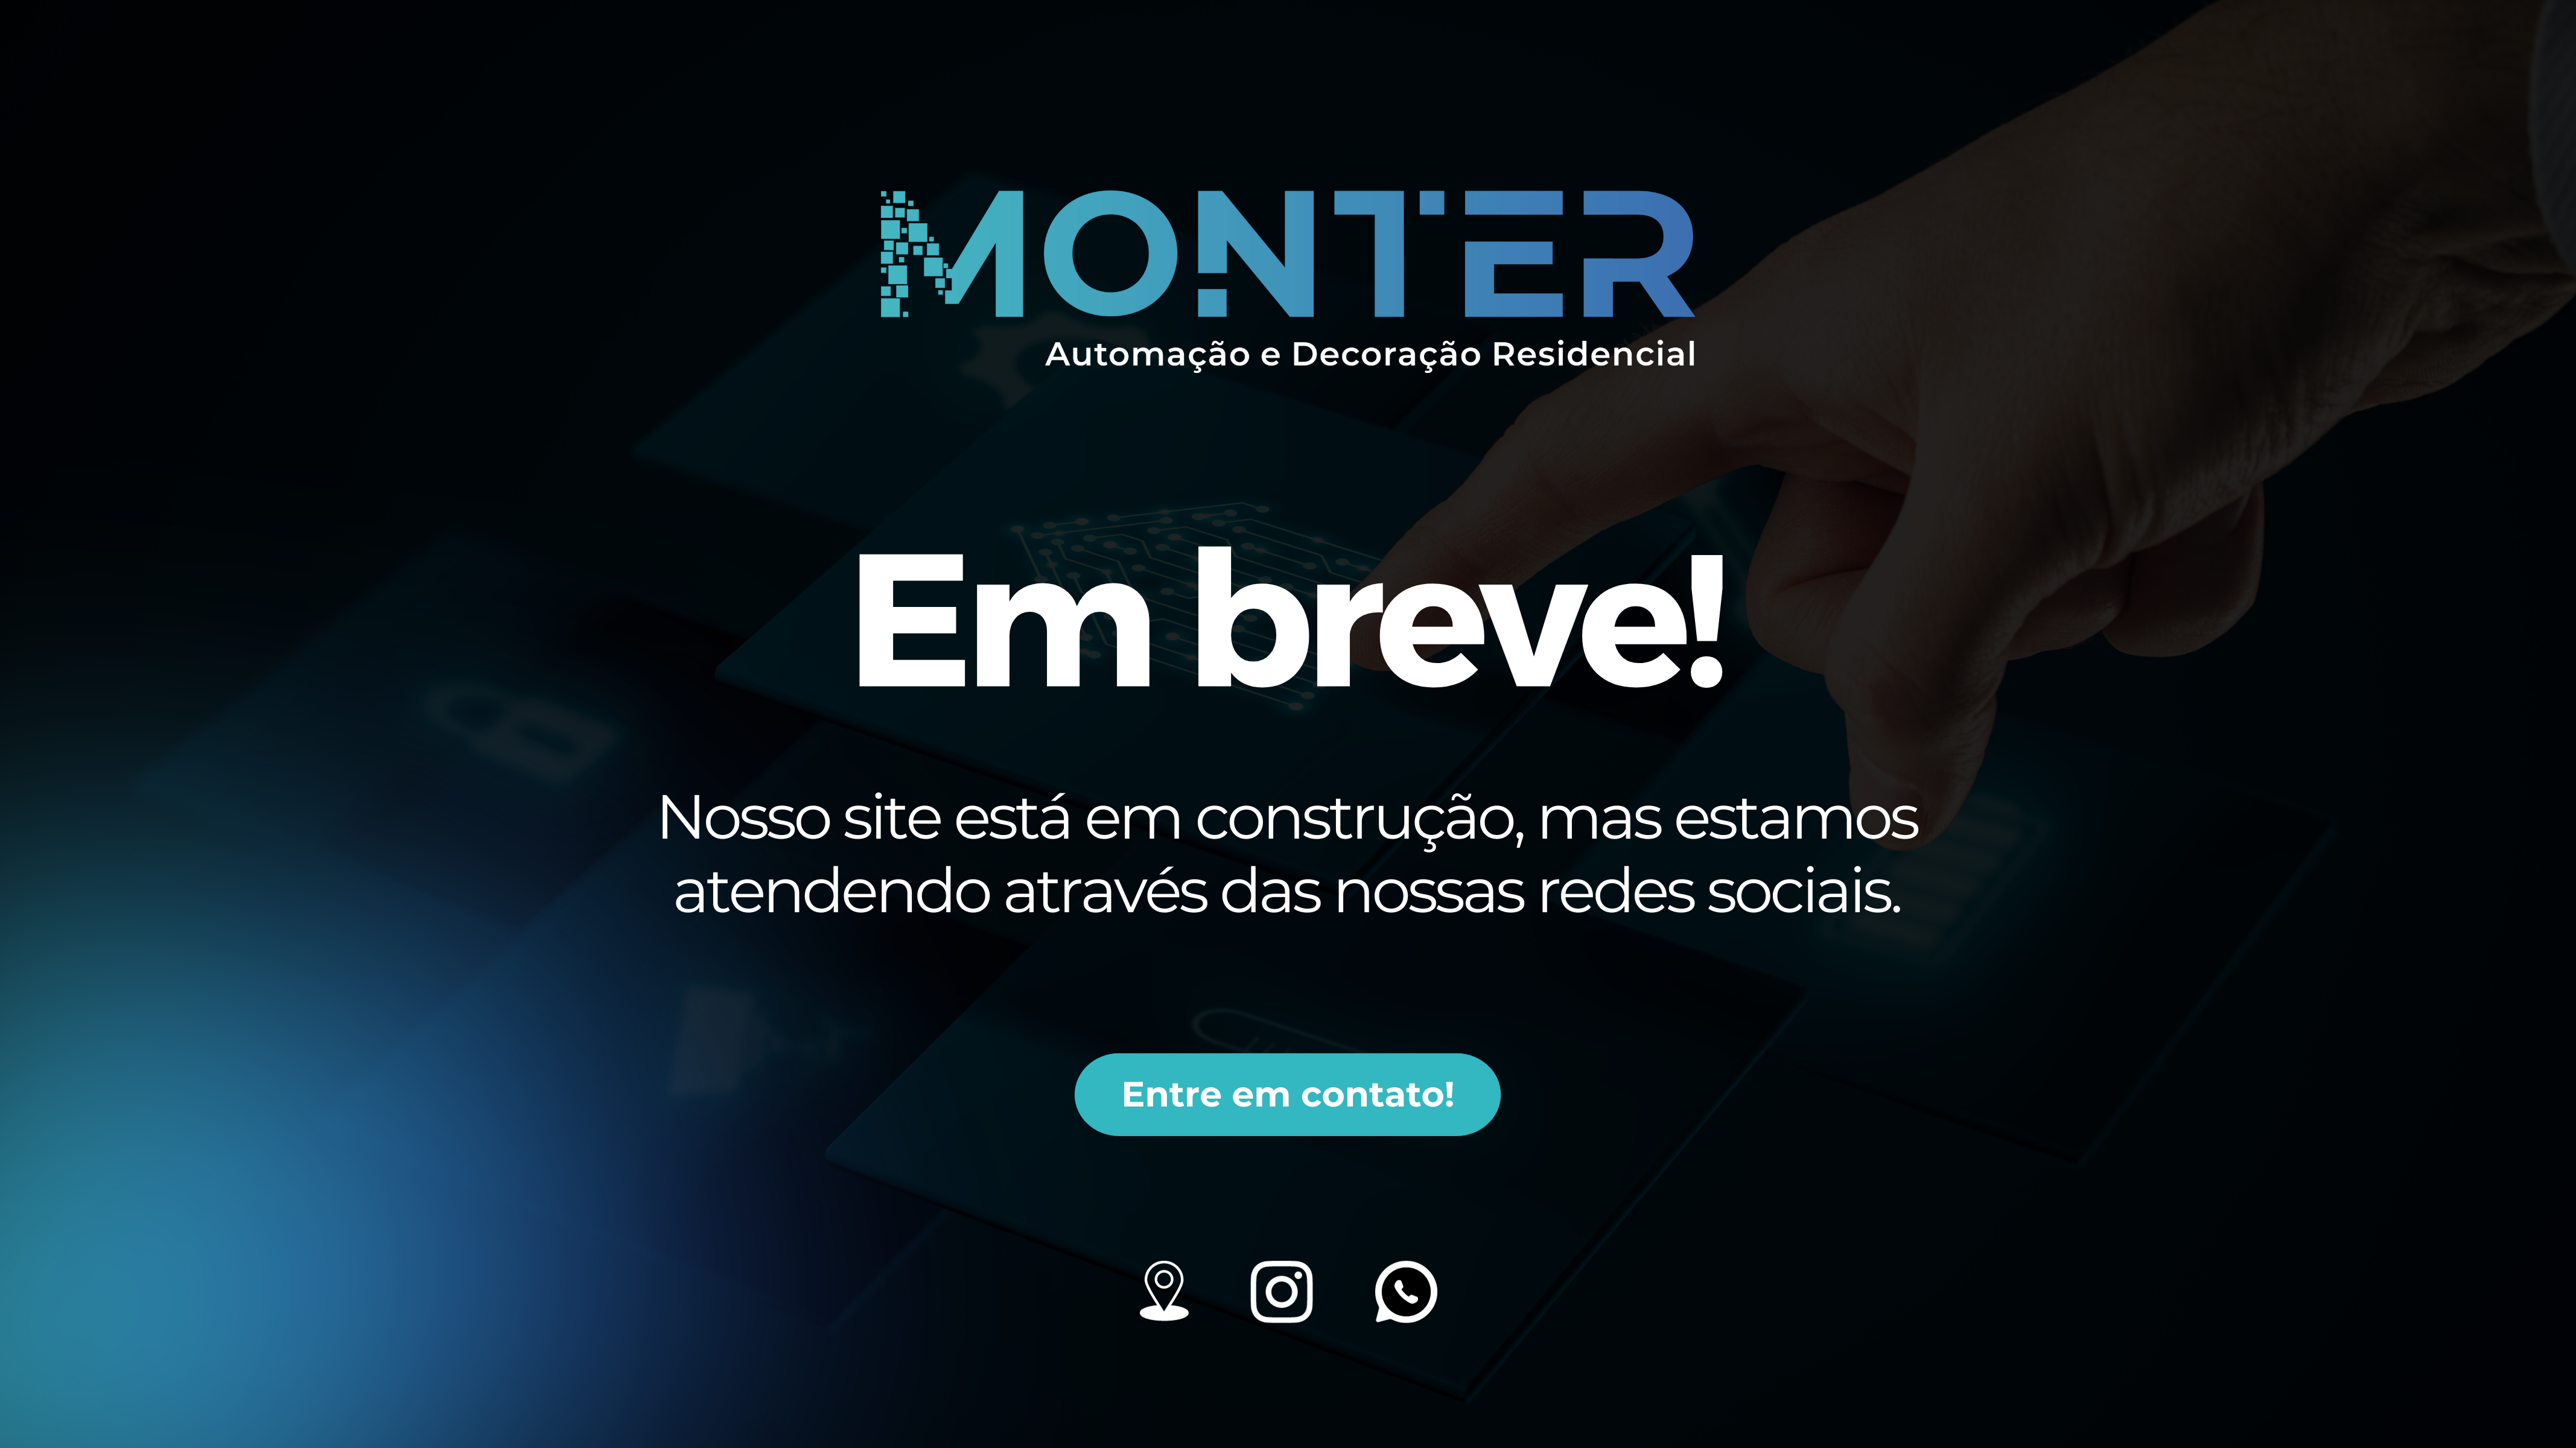 MONTER
Automação e Decoração Residencial
Em breve!
Nosso site está em construção, mas estamos
atendendo através das nossas redes sociais.
Entre em contato!